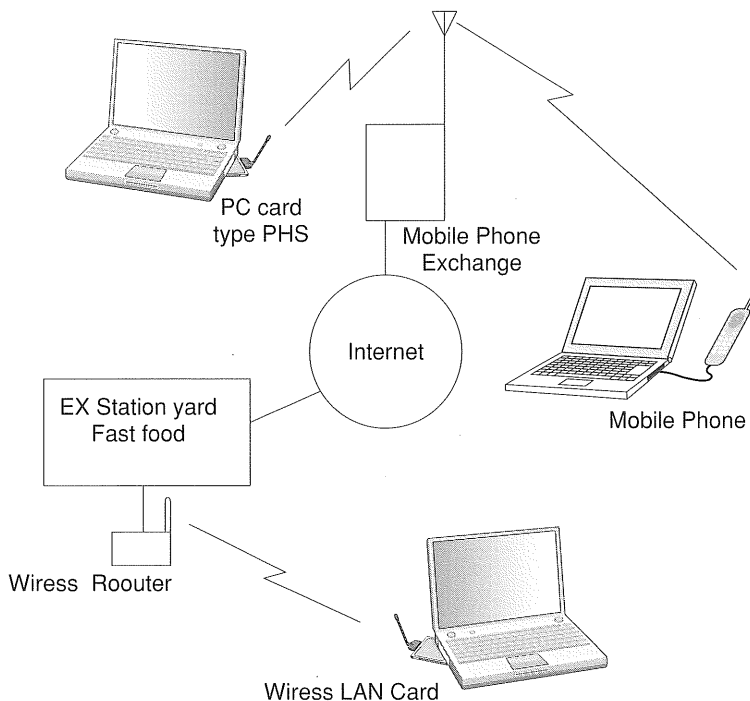 PC card
type PHS
Mobile Phone
Exchange
Internet
EX Station yard
Fast food
Mobile Phone
Wiress Roouter
Wiress LAN Card